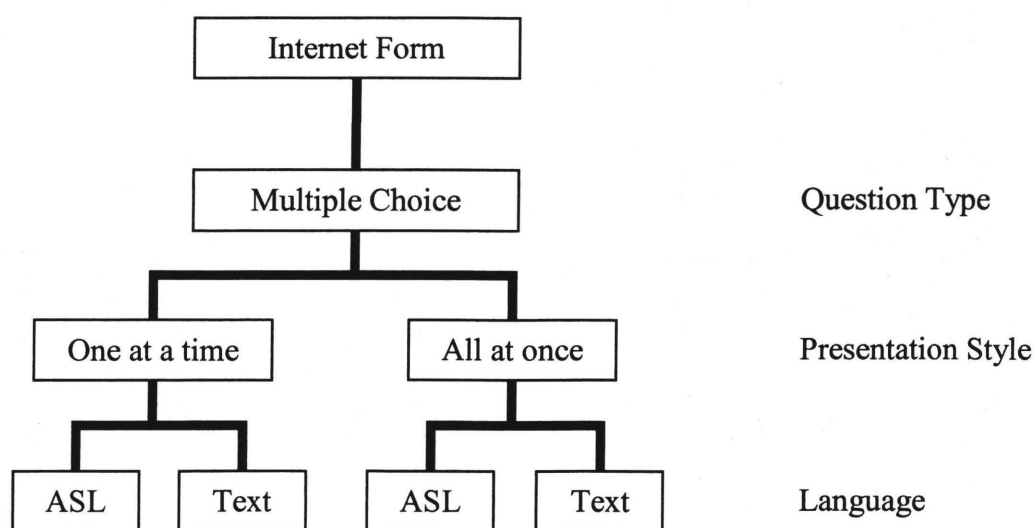 Internet Form
Multiple Choice Question Type
One at a time All at once Presentation Style
ASL Text ASL Text Language